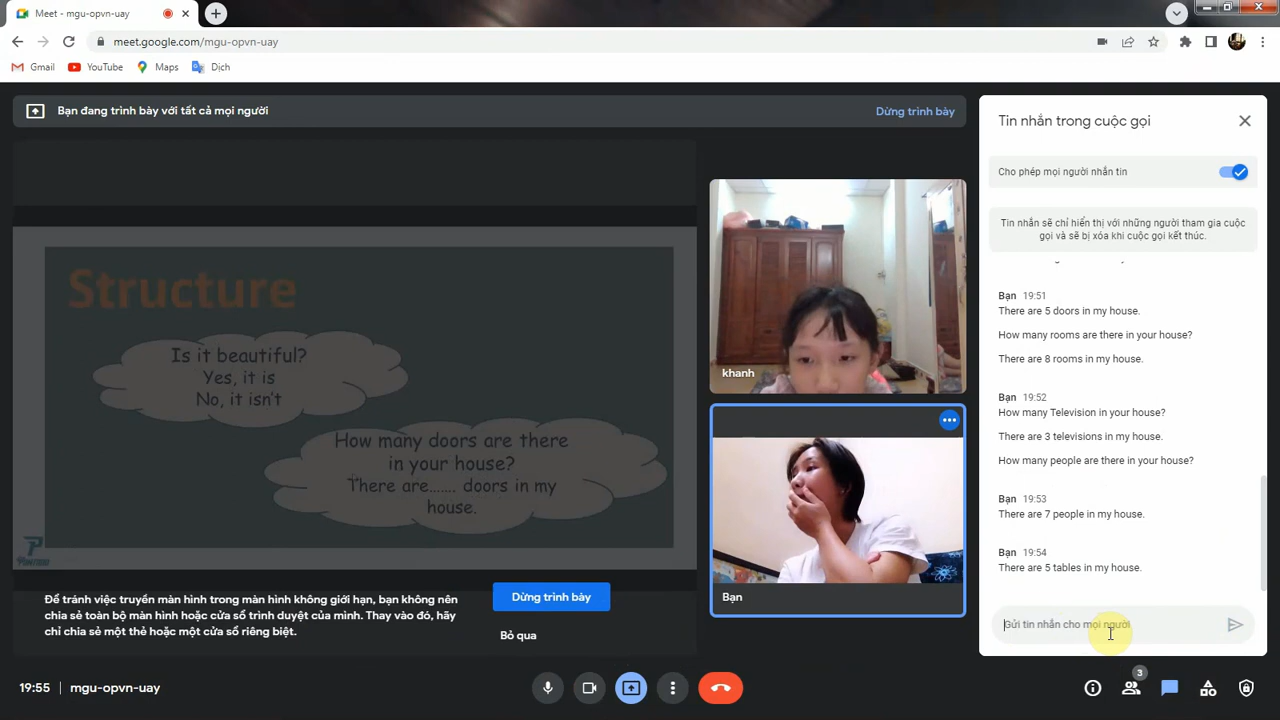 Meet - mgu-opvn-uay
meet.google.com/mgu-opvn-uay
Gmail
YouTube
Maps
Dịch
Bạn đang trình bày với tất cả mọi người
Dừng trình bày
Structure
Is it beautiful?
Yes, it is
No, it isn't
How many doors are there
in your house?
There are....... doors in my
house.
Để tránh việc truyền màn hình trong màn hình không giới hạn, bạn không nên
chia sẻ toàn bộ màn hình hoặc cửa sổ trình duyệt của mình. Thay vào đó, hãy
chỉ chia sẻ một thẻ hoặc một cửa sổ riêng biệt.
Dừng trình bày
Bỏ qua
khanh
Bạn
Tin nhắn trong cuộc gọi
Cho phép mọi người nhắn tin
Tin nhắn sẽ chỉ hiển thị với những người tham gia cuộc
gọi và sẽ bị xóa khi cuộc gọi kết thúc.
Bạn 19:51
There are 5 doors in my house.
How many rooms are there in your house?
There are 8 rooms in my house.
Bạn 19:52
How many Television in your house?
There are 3 televisions in my house.
How many people are there in your house?
Bạn 19:53
There are 7 people in my house.
Bạn 19:54
There are 5 tables in my house.
Gửi tin nhắn cho mọi người
19:55 | mgu-opvn-uay
3